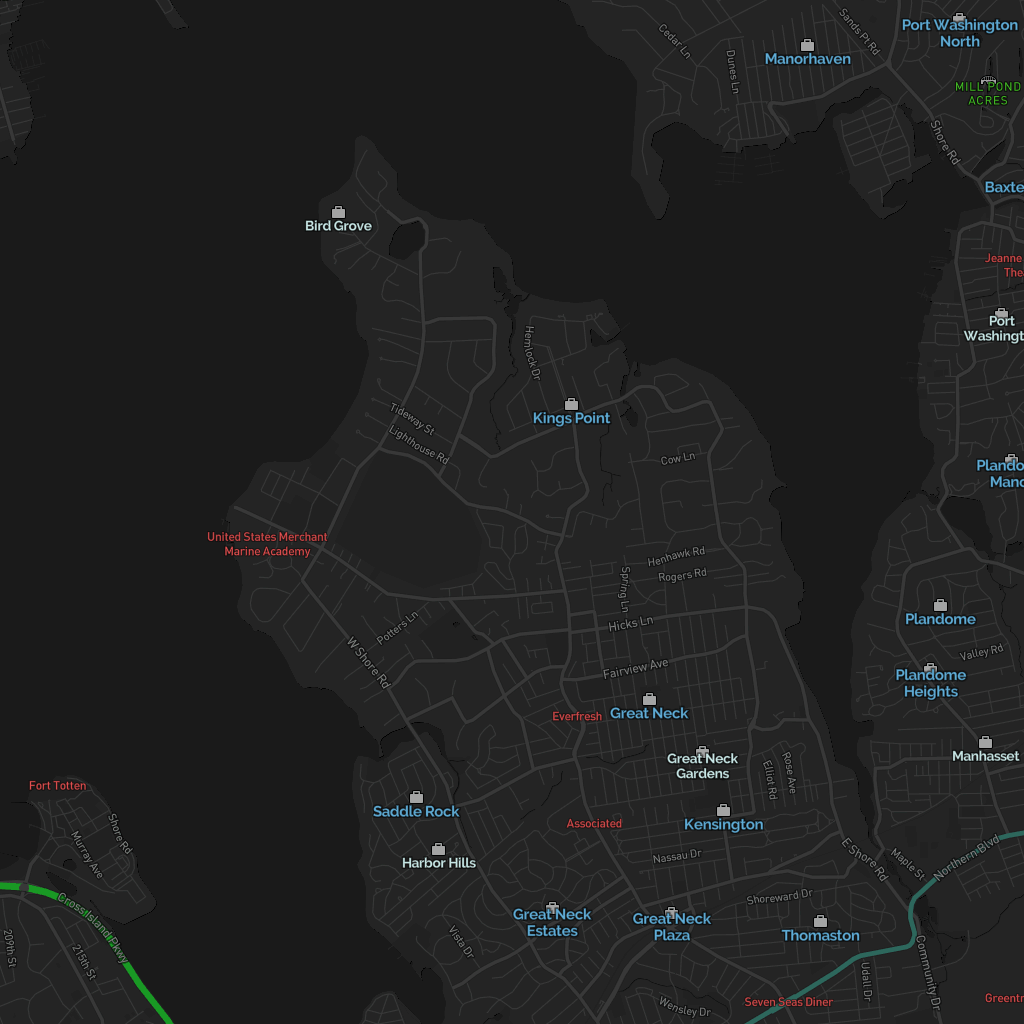 Port Washington
North
Manorhaven
Sands Pt Rd
Cedar Ln
Dunes Ln
MILL POND
ACRES
Shore Rd
Baxte
Bird Grove
Jeanne
Thea
Port
Washingt
Hemlock Dr
Kings Point
Tideway St
Lighthouse Rd
Cow Ln
Plando
Mano
United States Merchant
Marine Academy
Henhawk Rd
Rogers Rd
Spring Ln
Hicks Ln
Potters Ln
W Shore Rd
Plandome
Valley Rd
Fairview Ave
Plandome
Heights
Everfresh
Great Neck
Great Neck
Gardens
Manhasset
Elliot Rd
Rose Ave
Fort Totten
Saddle Rock
Shore Rd
Murray Ave
Associated
Kensington
Harbor Hills
Nassau Dr
E Shore Rd
Maple St
Northern Blvd
Cross Island Pkwy
Shoreward Dr
Great Neck
Estates
Great Neck
Plaza
Thomaston
Vista Dr
209th St
215th St
Udall Dr
Community Dr
Wensley Dr
Seven Seas Diner
Greentr